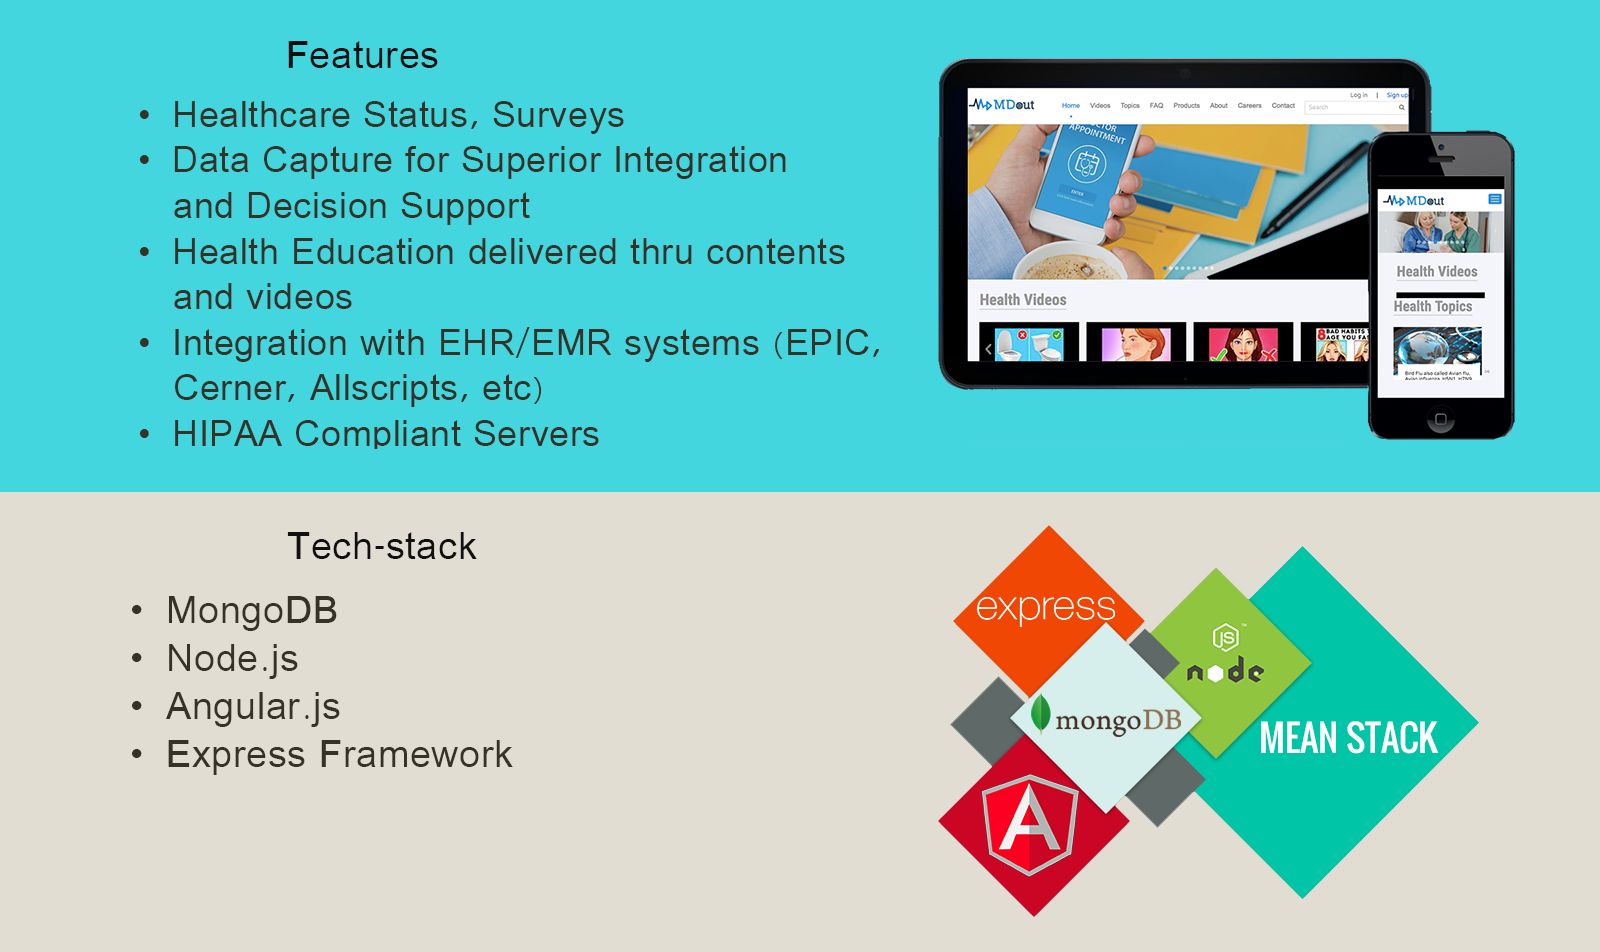 Features
• Healthcare Status, Surveys
• Data Capture for Superior Integration
and Decision Support
• Health Education delivered thru contents
and videos
• Integration with EHR/EMR systems (EPIC,
Cerner, Allscripts, etc)
• HIPAA Compliant Servers
MDout
Log in | Sign up
Home Videos Topics FAQ Products About Careers Contact
Search
APPOINTMENT
ENTER
Health Videos
8 BAD HABITS
AGE YOU FAS
MDout
Health Videos
Health Topics
Bird Flu also called Avian flu,
Avian influenza, H5N1, H7N9
Tech-stack
• MongoDB
• Node.js
• Angular.js
• Express Framework
express
JS
node
mongoDB
MEAN STACK
A